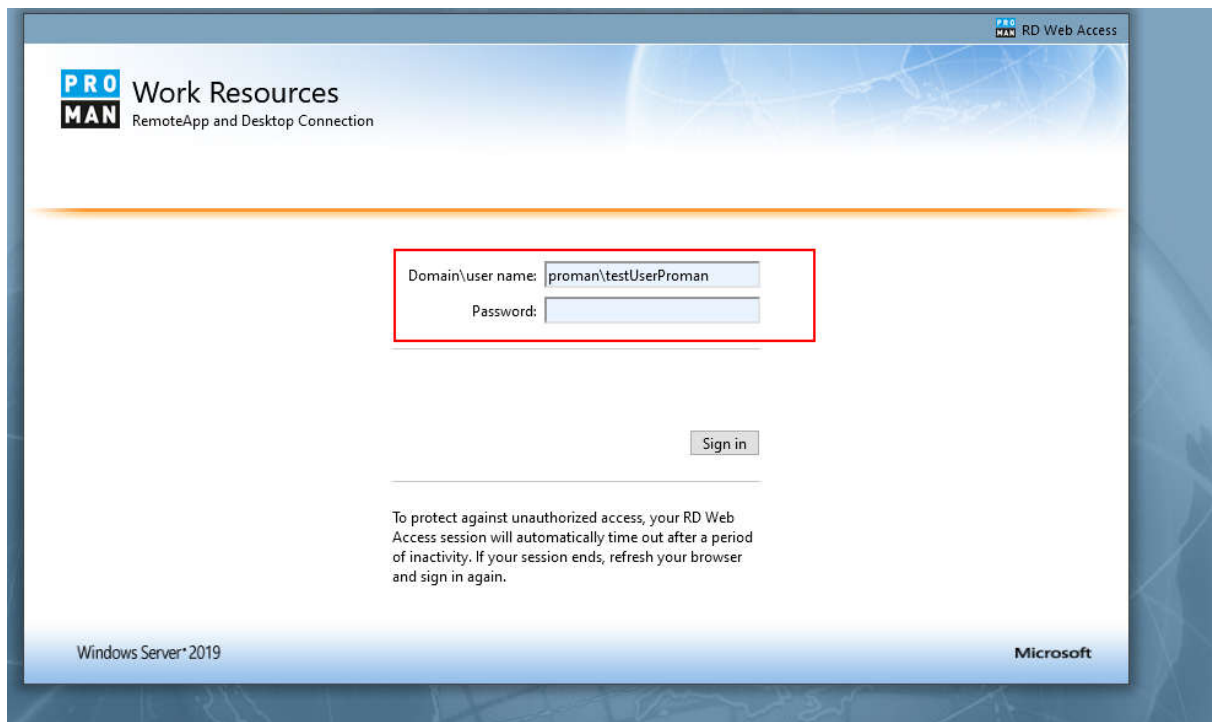 PRO
MAN
RD Web Access
PRO
MAN
Work Resources
RemoteApp and Desktop Connection
Domain\user name: proman\testUserProman
Password:
Sign in
To protect against unauthorized access, your RD Web
Access session will automatically time out after a period
of inactivity. If your session ends, refresh your browser
and sign in again.
Windows Server 2019
Microsoft